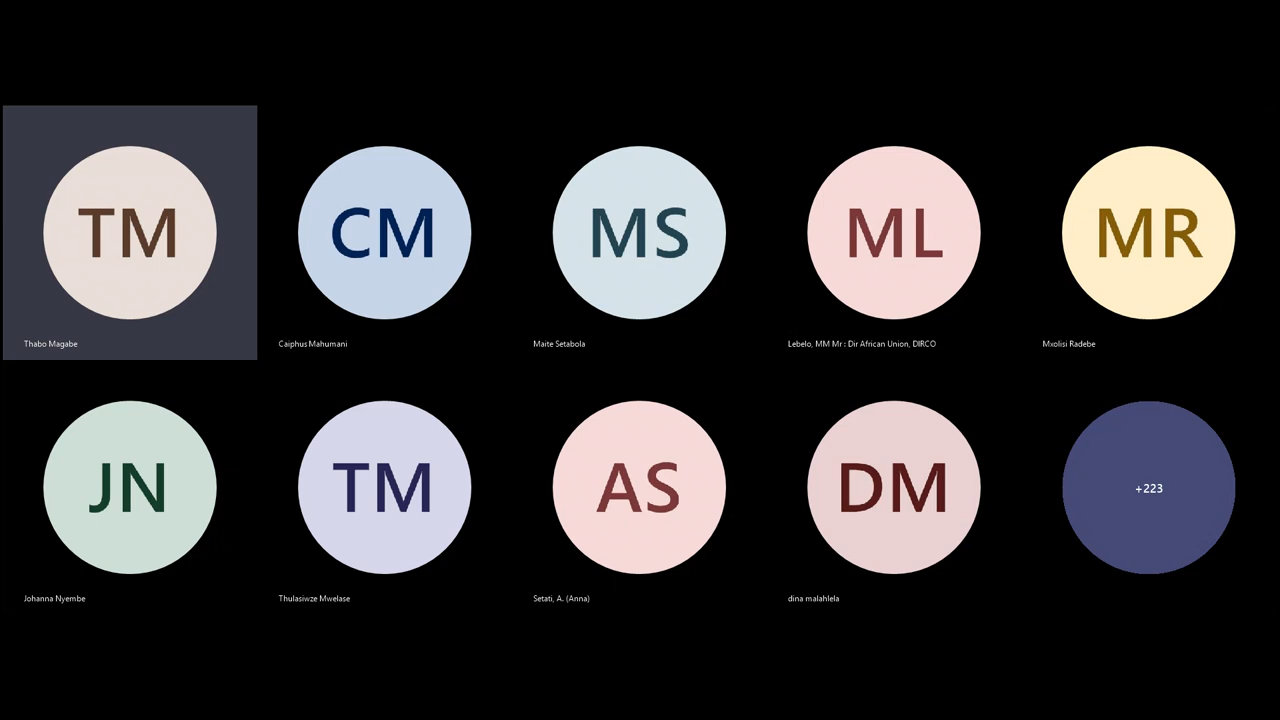 TM
CM
MS
ML
MR
Thabo Magabe
Caiphus Mahumani
Maite Setabola
Lebelo, MM Mr : Dir African Union, DIRCO
Mxolisi Radebe
JN
TM
AS
DM
+223
Johanna Nyembe
Thulasiwze Mwelase
Setati, A. (Anna)
dina malahlela